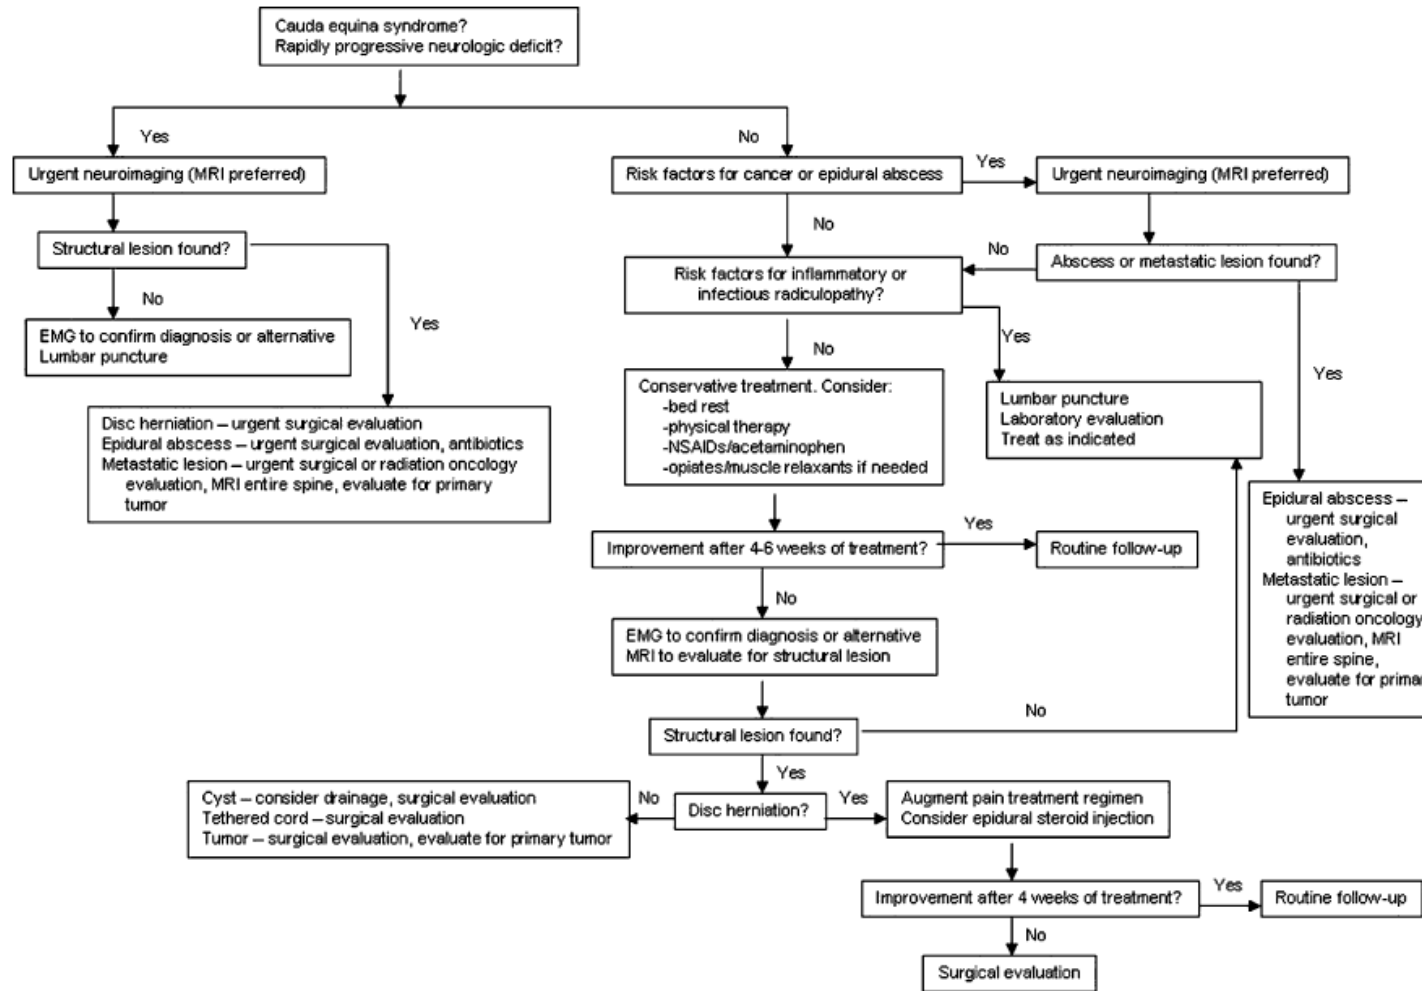 Cauda equina syndrome?
Rapidly progressive neurologic deficit?
Yes
No
Urgent neuroimaging (MRI preferred)
Risk factors for cancer or epidural abscess
Yes
Urgent neuroimaging (MRI preferred)
Structural lesion found?
No
No
Abscess or metastatic lesion found?
Risk factors for inflammatory or
infectious radiculopathy?
No
Yes
EMG to confirm diagnosis or alternative
Lumbar puncture
No
Yes
Yes
Disc herniation – urgent surgical evaluation
Epidural abscess – urgent surgical evaluation, antibiotics
Metastatic lesion – urgent surgical or radiation oncology
evaluation, MRI entire spine, evaluate for primary
tumor
Conservative treatment. Consider:
-bed rest
-physical therapy
-NSAIDs/acetaminophen
-opiates/muscle relaxants if needed
Lumbar puncture
Laboratory evaluation
Treat as indicated
Epidural abscess –
urgent surgical
evaluation,
antibiotics
Metastatic lesion –
urgent surgical or
radiation oncology
evaluation, MRI
entire spine,
evaluate for primar
tumor
Improvement after 4-6 weeks of treatment?
Yes
Routine follow-up
No
EMG to confirm diagnosis or alternative
MRI to evaluate for structural lesion
Structural lesion found?
No
Yes
Cyst – consider drainage, surgical evaluation
Tethered cord – surgical evaluation
Tumor – surgical evaluation, evaluate for primary tumor
No
Disc herniation?
Yes
Augment pain treatment regimen
Consider epidural steroid injection
Improvement after 4 weeks of treatment?
Yes
Routine follow-up
No
Surgical evaluation